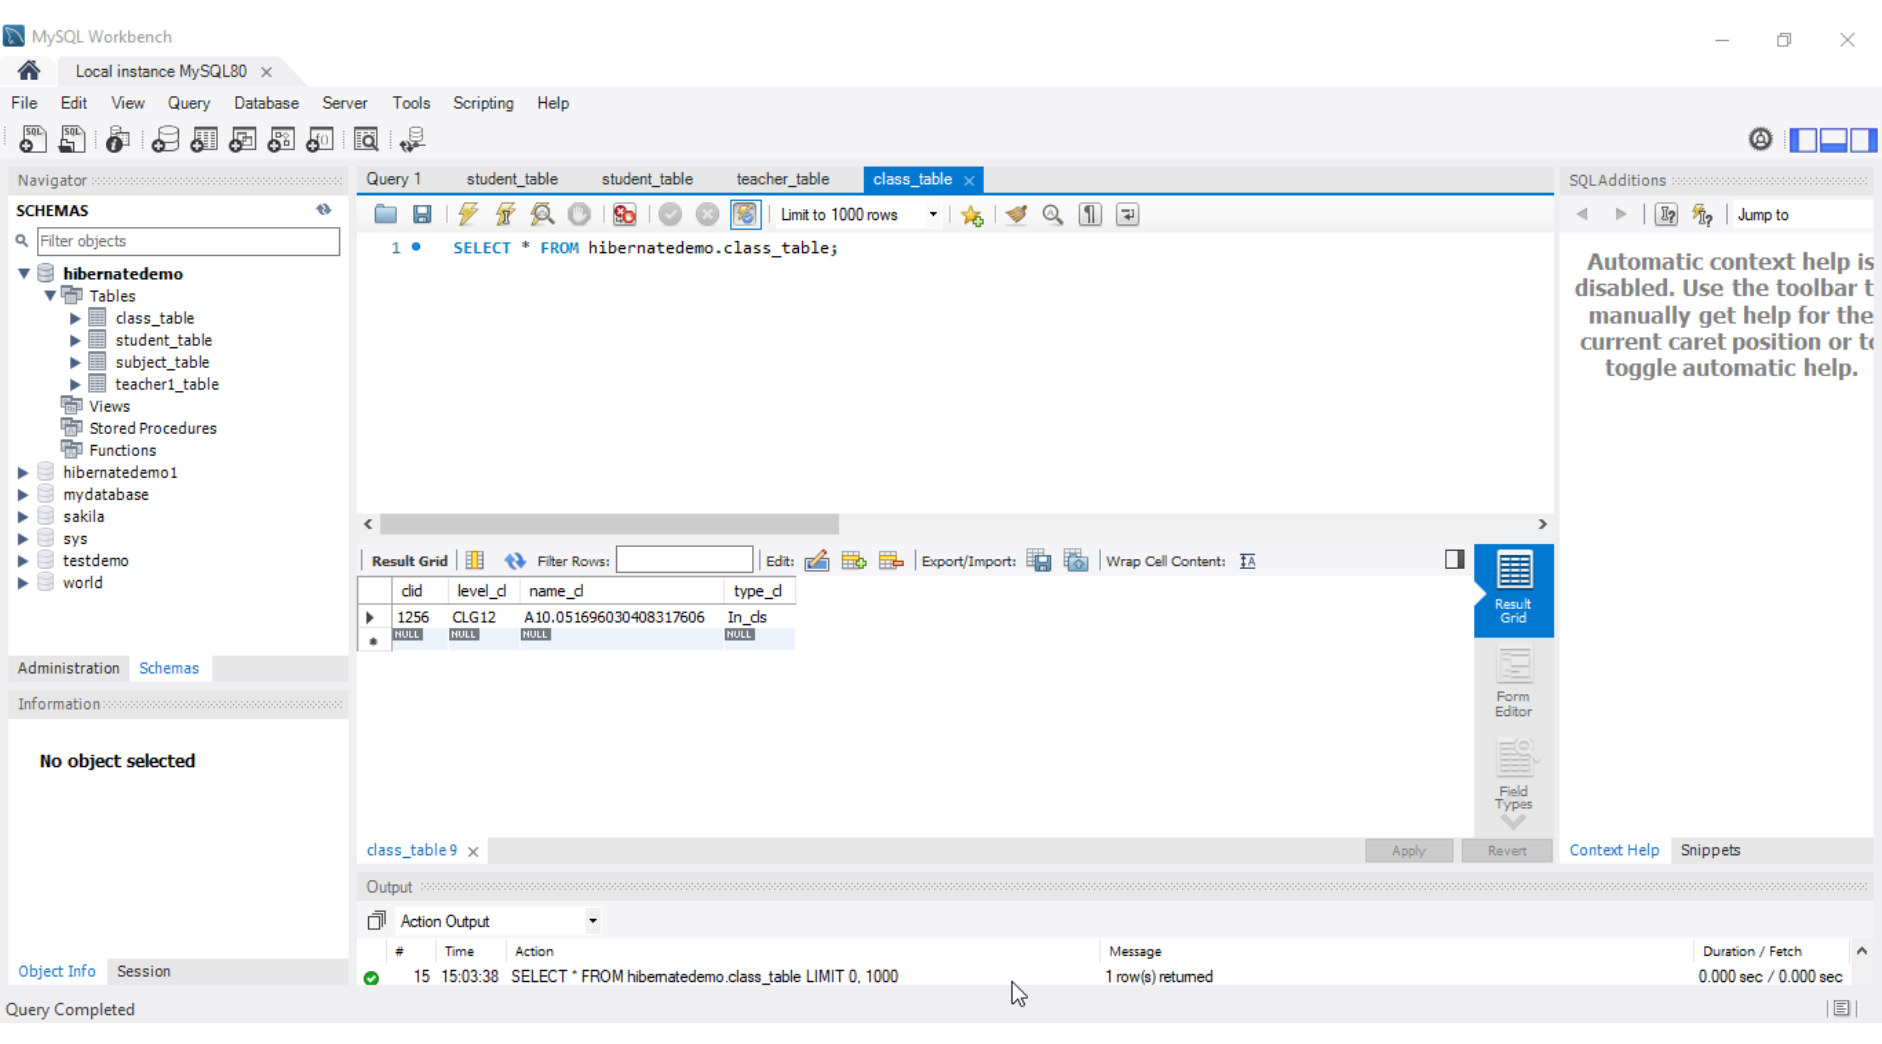 MySQL Workbench
Local instance MySQL80
File Edit View Query Database Server Tools Scripting Help
Navigator
SCHEMAS
Filter objects
hibernatedemo
Tables
class_table
student_table
subject_table
teacher1_table
Views
Stored Procedures
Functions
hibernatedemo1
mydatabase
sakila
sys
testdemo
world
Administration Schemas
Information
No object selected
Object Info Session
Query 1 student_table student_table teacher_table class_table
Limit to 1000 rows
1 SELECT * FROM hibernatedemo.class_table;
Result Grid Filter Rows: Edit: Export/Import: Wrap Cell Content:
clid level_cl name_cl type_cl
1256 CLG12 A10.051696030408317606 In_cls
NULL NULL NULL NULL
Result Grid
Form Editor
Field Types
class_table 9
Apply Revert
SQLAdditions
Jump to
Automatic context help is
disabled. Use the toolbar t
manually get help for the
current caret position or to
toggle automatic help.
Context Help Snippets
Output
Action Output
# Time Action Message Duration / Fetch
15 15:03:38 SELECT * FROM hibernatedemo.class_table LIMIT 0, 1000 1 row(s) returned 0.000 sec / 0.000 sec
Query Completed